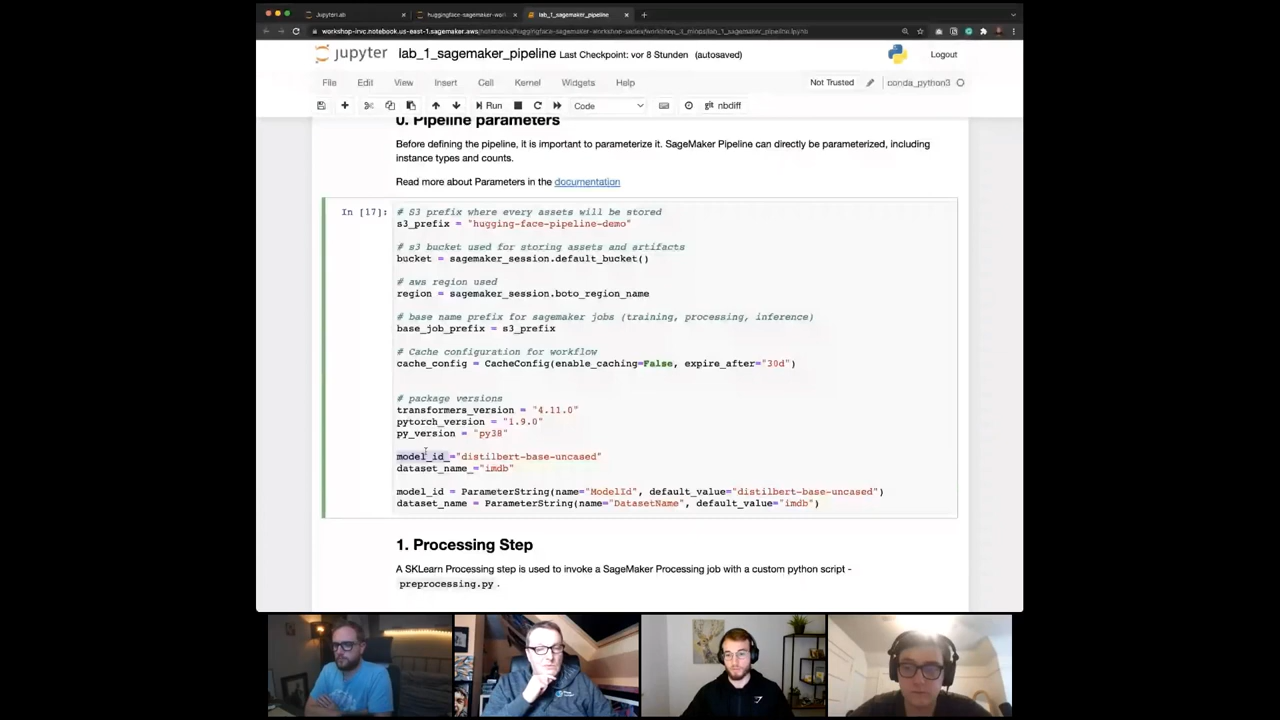 JupyterLab
huggingface-sagemaker-wor
lab_1_sagemaker_pipeline
jupyter lab_1_sagemaker_pipeline Last Checkpoint: vor 8 Stunden (autosaved)
Logout
File Edit View Insert Cell Kernel Widgets Help
Not Trusted conda_python3
Run Code git nbdiff
0. Pipeline parameters
Before defining the pipeline, it is important to parameterize it. SageMaker Pipeline can directly be parameterized, including
instance types and counts.
Read more about Parameters in the documentation
In [17]:
# S3 prefix where every assets will be stored
s3_prefix = "hugging-face-pipeline-demo"
# s3 bucket used for storing assets and artifacts
bucket = sagemaker_session.default_bucket()
# aws region used
region = sagemaker_session.boto_region_name
# base name prefix for sagemaker jobs (training, processing, inference)
base_job_prefix = s3_prefix
# Cache configuration for workflow
cache_config = CacheConfig(enable_caching=False, expire_after="30d")
# package versions
transformers_version = "4.11.0"
pytorch_version = "1.9.0"
py_version = "py38"
model_id_="distilbert-base-uncased"
dataset_name_="imdb"
model_id = ParameterString(name="ModelId", default_value="distilbert-base-uncased")
dataset_name = ParameterString(name="DatasetName", default_value="imdb")
1. Processing Step
A SKLearn Processing step is used to invoke a SageMaker Processing job with a custom python script -
preprocessing.py .